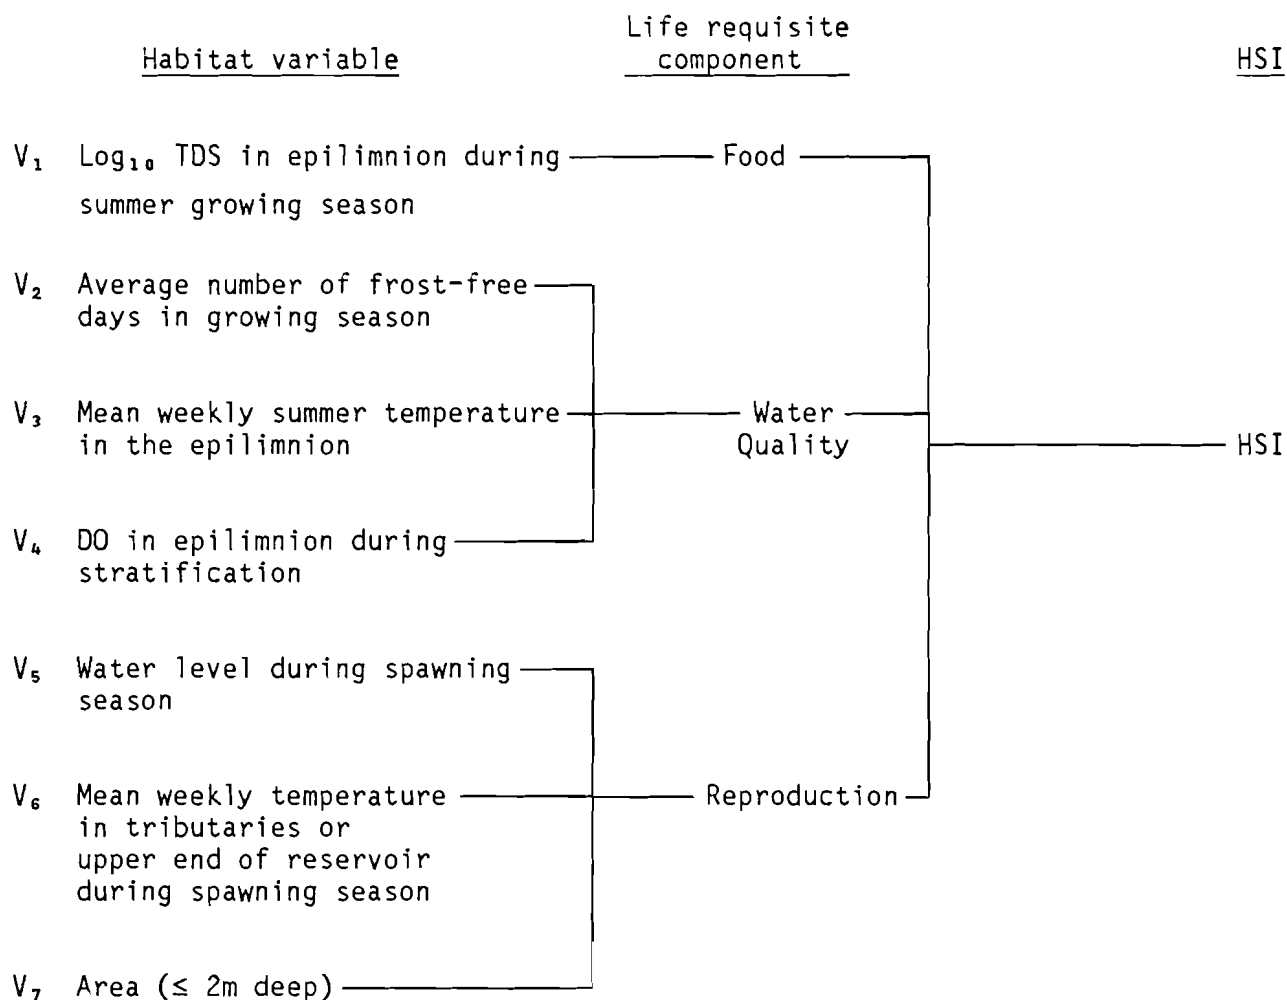 Life requisite
Habitat variable component HSI
V₁ Log₁₀ TDS in epilimnion during Food
summer growing season
V₂ Average number of frost-free
days in growing season
V₃ Mean weekly summer temperature Water
in the epilimnion Quality HSI
V₄ DO in epilimnion during
stratification
V₅ Water level during spawning
season
V₆ Mean weekly temperature Reproduction
in tributaries or
upper end of reservoir
during spawning season
V₇ Area (≤ 2m deep)